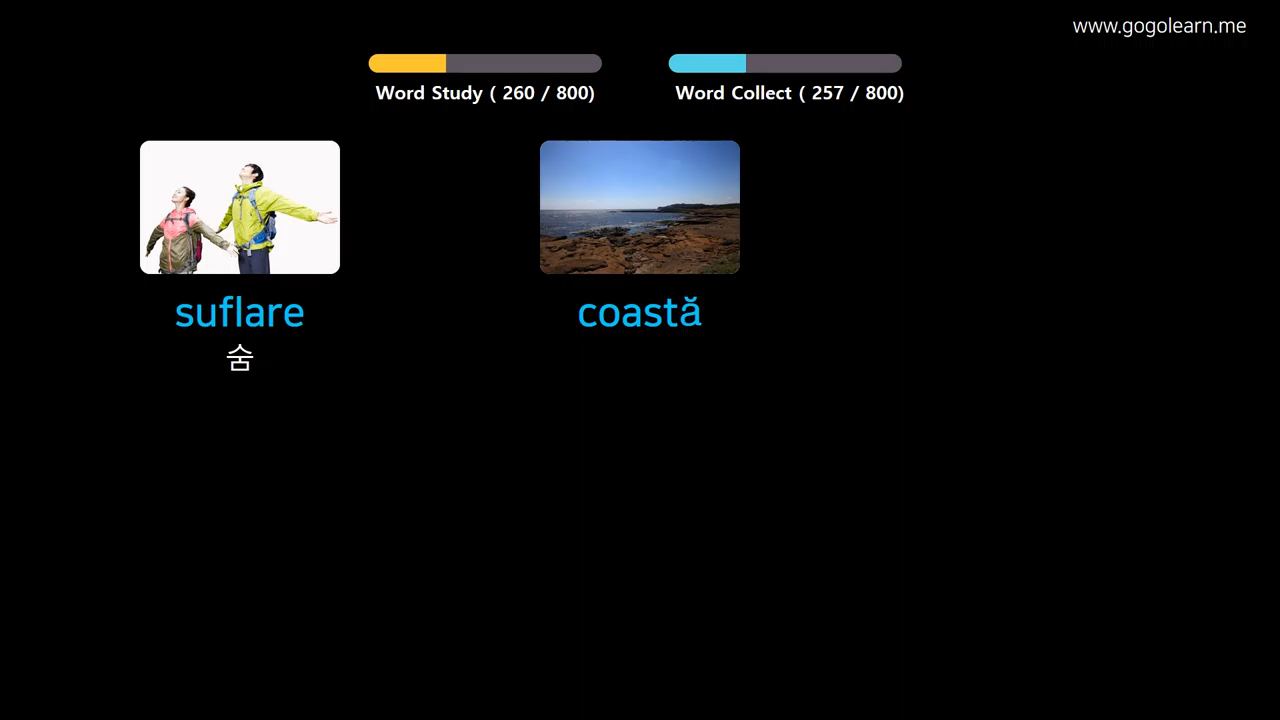 www.gogolearn.me
Word Study ( 260 / 800)
Word Collect ( 257 / 800)
suflare
coastă
숨